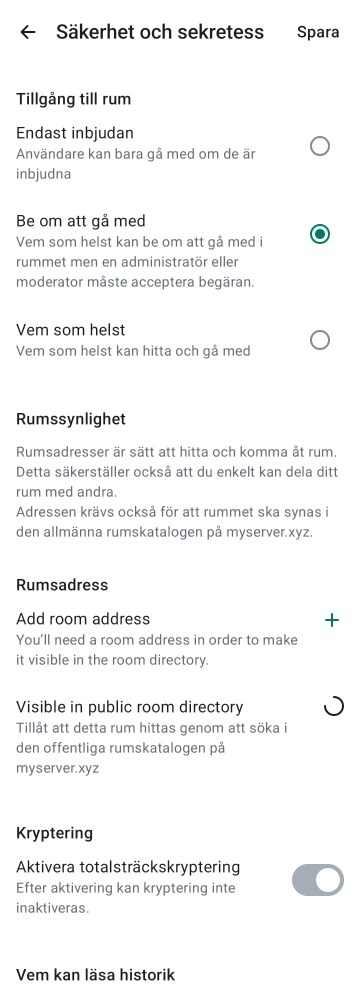 Säkerhet och sekretess
Spara
Tillgång till rum
Endast inbjudan
Användare kan bara gå med om de är
inbjudna
Be om att gå med
Vem som helst kan be om att gå med i
rummet men en administratör eller
moderator måste acceptera begäran.
Vem som helst
Vem som helst kan hitta och gå med
Rumssynlighet
Rumsadresser är sätt att hitta och komma åt rum.
Detta säkerställer också att du enkelt kan dela ditt
rum med andra.
Adressen krävs också för att rummet ska synas i
den allmänna rumskatalogen på myserver.xyz.
Rumsadress
Add room address
You’ll need a room address in order to make
it visible in the room directory.
Visible in public room directory
Tillåt att detta rum hittas genom att söka i
den offentliga rumskatalogen på
myserver.xyz
Kryptering
Aktivera totalsträckskryptering
Efter aktivering kan kryptering inte
inaktiveras.
Vem kan läsa historik